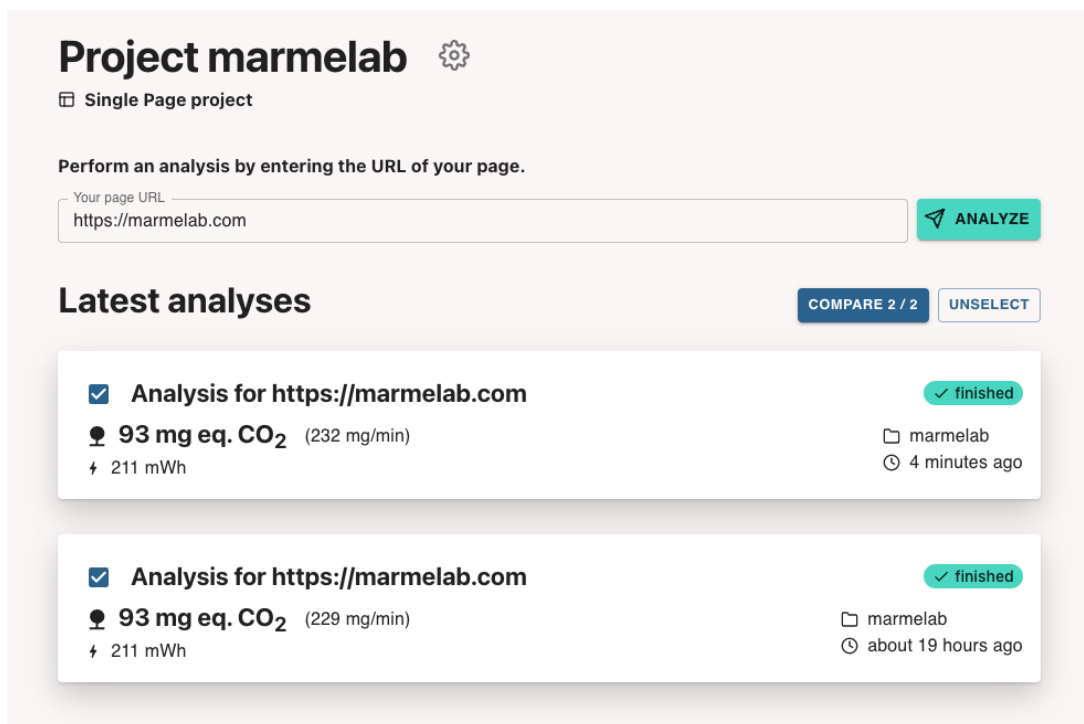 Project marmelab
Single Page project
Perform an analysis by entering the URL of your page.
Your page URL
https://marmelab.com
ANALYZE
Latest analyses
COMPARE 2 / 2
UNSELECT
Analysis for https://marmelab.com
finished
93 mg eq. CO₂ (232 mg/min)
marmelab
211 mWh
4 minutes ago
Analysis for https://marmelab.com
finished
93 mg eq. CO₂ (229 mg/min)
marmelab
211 mWh
about 19 hours ago